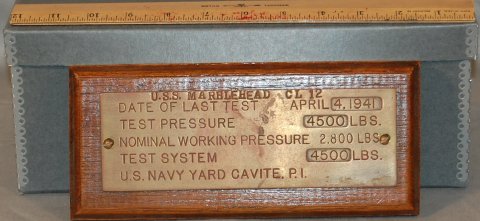 U.S.S. MARBLEHEAD CL 12
DATE OF LAST TEST APRIL 4, 1941
TEST PRESSURE 4500 LBS.
NOMINAL WORKING PRESSURE 2,800 LBS.
TEST SYSTEM 4500 LBS.
U.S. NAVY YARD CAVITE, P.I.